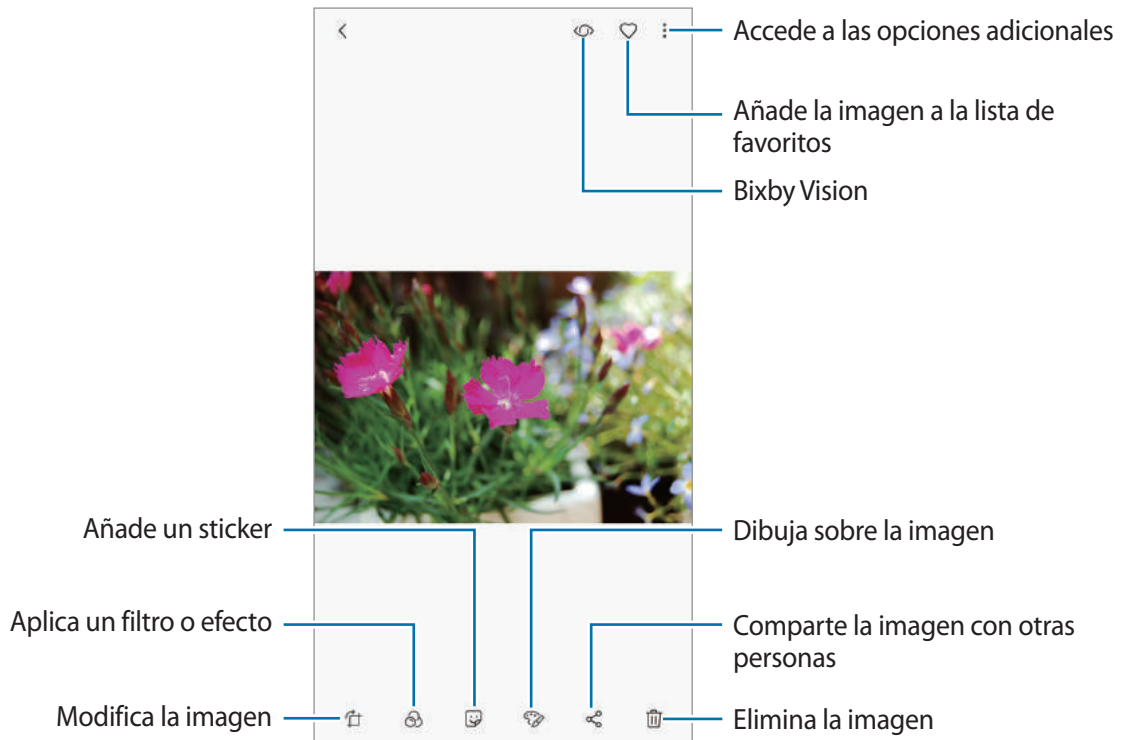 Accede a las opciones adicionales
Añade la imagen a la lista de
favoritos
Bixby Vision
Añade un sticker
Dibuja sobre la imagen
Aplica un filtro o efecto
Comparte la imagen con otras
personas
Modifica la imagen
Elimina la imagen